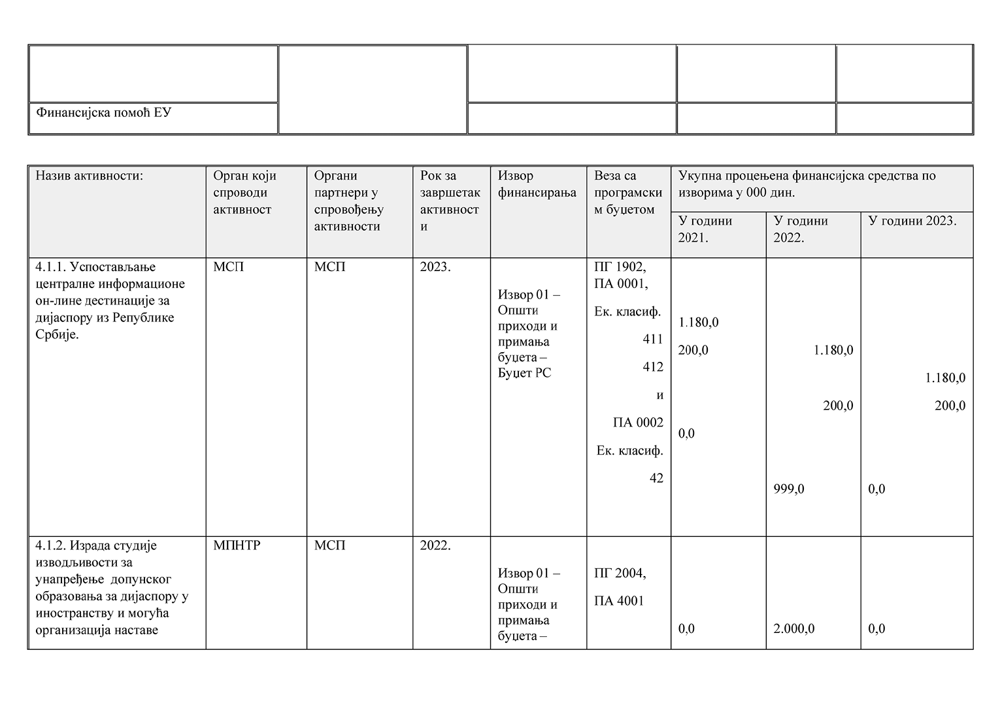 Финансијска помоћ ЕУ
Назив активности:
Орган који
спроводи
активност
Органи
партнери у
спровођењу
активности
Рок за
завршетак
активност
и
Извор
финансирања
Веза са
програмски
м буџетом
Укупна процењена финансијска средства по
изворима у 000 дин.
У години
2021.
У години
2022.
У години 2023.
4.1.1. Успостављање
централне информационе
он-лине дестинације за
дијаспору из Републике
Србије.
МСП
МСП
2023.
Извор 01 –
Општи
приходи и
примања
буџета –
Буџет РС
ПГ 1902,
ПА 0001,
Ек. класиф.
411
412
и
ПА 0002
Ек. класиф.
42
1.180,0
200,0
0,0
1.180,0
200,0
999,0
1.180,0
200,0
0,0
4.1.2. Израда студије
изводљивости за
унапређење  допунског
образовања за дијаспору у
иностранству и могућа
организација наставе
МПНТР
МСП
2022.
Извор 01 –
Општи
приходи и
примања
буџета –
ПГ 2004,
ПА 4001
0,0
2.000,0
0,0